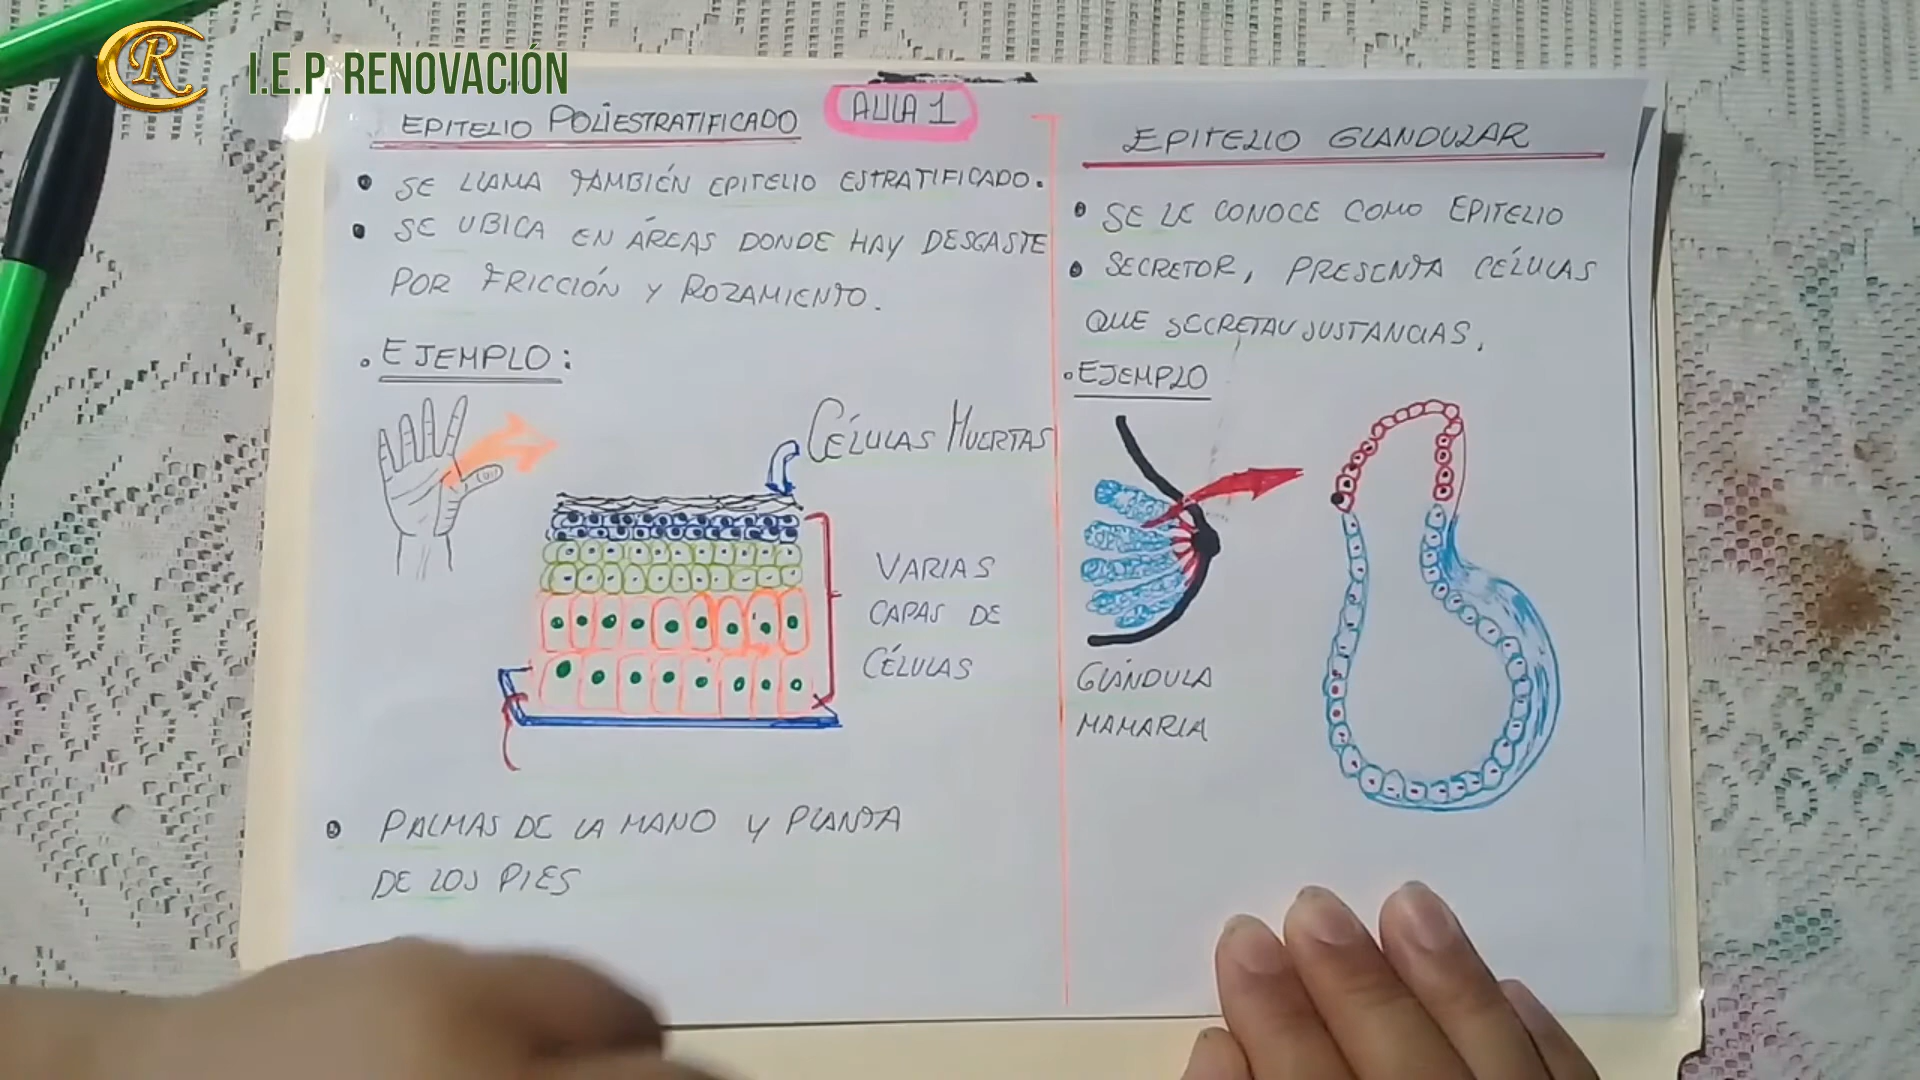 I.E.P. RENOVACIÓN
AULA 1
EPITELIO POLIESTRATIFICADO
• SE LLAMA TAMBIÉN EPITELIO ESTRATIFICADO.
• SE UBICA EN ÁREAS DONDE HAY DESGASTE
POR FRICCIÓN Y ROZAMIENTO.
• EJEMPLO:
CÉLULAS MUERTAS
VARIAS
CAPAS DE
CÉLULAS
• PALMAS DE LA MANO Y PLANTA
DE LOS PIES
EPITELIO GLANDULAR
• SE LE CONOCE COMO EPITELIO
• SECRETOR, PRESENTA CÉLULAS
QUE SECRETAN SUSTANCIAS.
• EJEMPLO
GLÁNDULA
MAMARIA